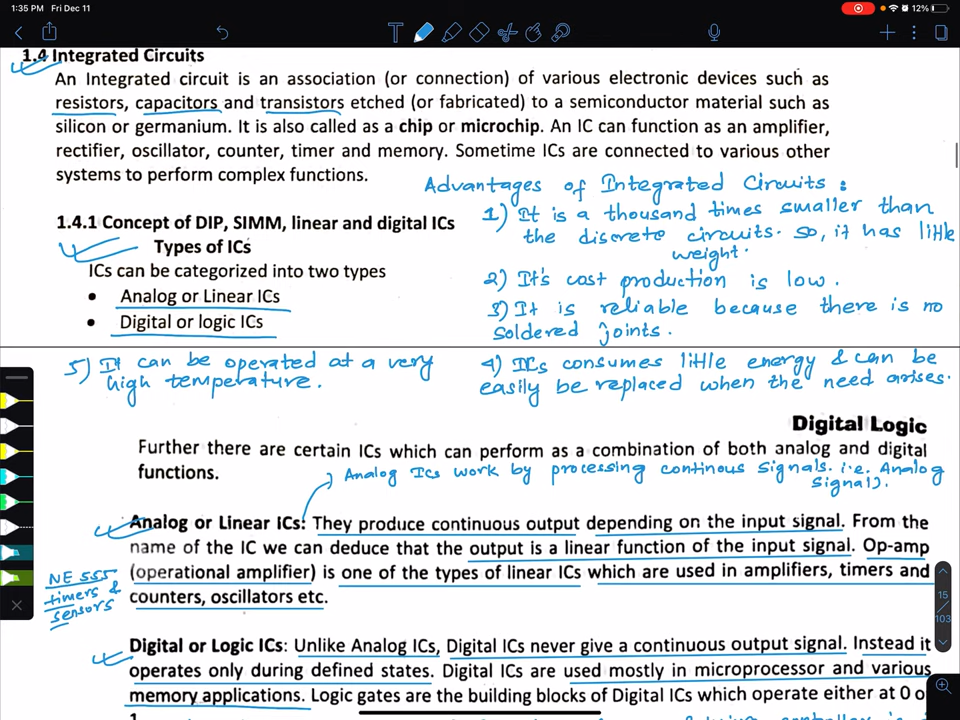 1:35 PM Fri Dec 11
12%
1.4 Integrated Circuits
An Integrated circuit is an association (or connection) of various electronic devices such as
resistors, capacitors and transistors etched (or fabricated) to a semiconductor material such as
silicon or germanium. It is also called as a chip or microchip. An IC can function as an amplifier,
rectifier, oscillator, counter, timer and memory. Sometime ICs are connected to various other
systems to perform complex functions.
Advantages of Integrated Circuits :
1) It is a thousand times smaller than
the discrete circuits. So, it has little
weight.
2) It's cost production is low.
3) It is reliable because there is no
soldered joints.
1.4.1 Concept of DIP, SIMM, linear and digital ICs
Types of ICs
ICs can be categorized into two types
• Analog or Linear ICs
• Digital or logic ICs
5) It can be operated at a very
high temperature.
4) ICs consumes little energy & can be
easily be replaced when the need arises.
Digital Logic
Further there are certain ICs which can perform as a combination of both analog and digital
functions.
Analog ICs work by processing continous signals. i.e. Analog
Signal).
Analog or Linear ICs: They produce continuous output depending on the input signal. From the
name of the IC we can deduce that the output is a linear function of the input signal. Op-amp
(operational amplifier) is one of the types of linear ICs which are used in amplifiers, timers and
counters, oscillators etc.
NE 555
timers &
sensors
15
103
Digital or Logic ICs: Unlike Analog ICs, Digital ICs never give a continuous output signal. Instead it
operates only during defined states. Digital ICs are used mostly in microprocessor and various
memory applications. Logic gates are the building blocks of Digital ICs which operate either at 0 o
1